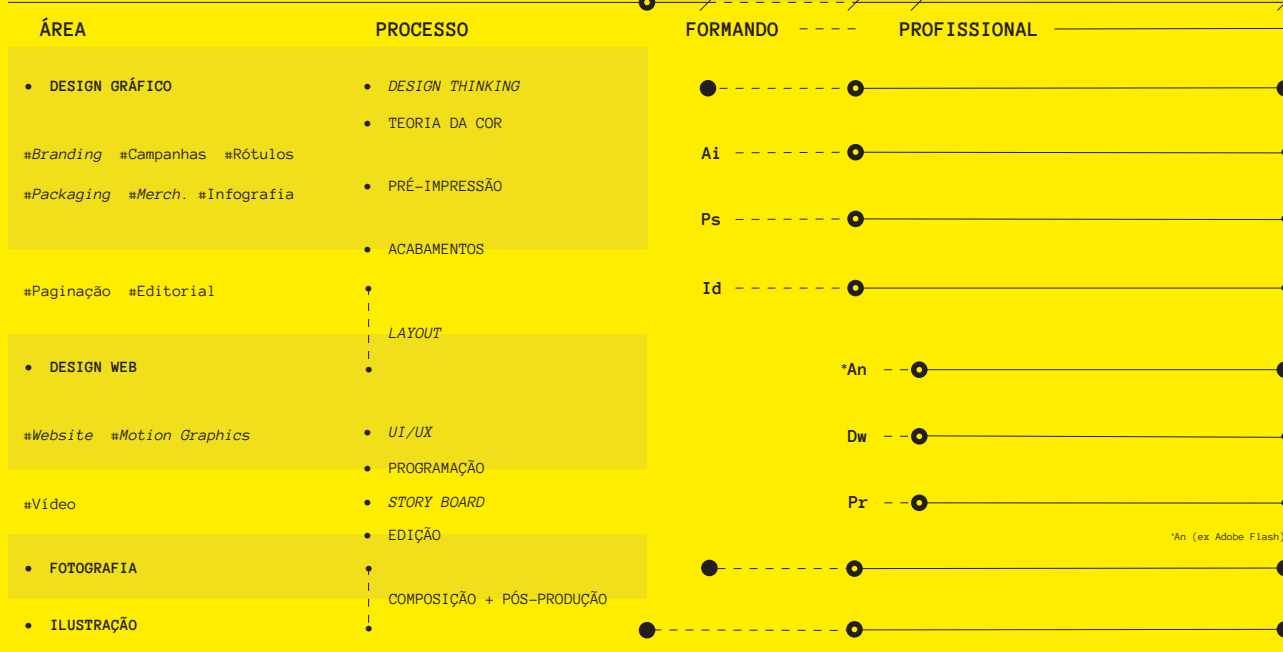 ÁREA PROCESSO FORMANDO PROFISSIONAL
• DESIGN GRÁFICO • DESIGN THINKING
• TEORIA DA COR
#Branding #Campanhas #Rótulos Ai
• PRÉ-IMPRESSÃO
#Packaging #Merch. #Infografia
Ps
• ACABAMENTOS
#Paginação #Editorial Id
LAYOUT
• DESIGN WEB *An
#Website #Motion Graphics • UI/UX Dw
• PROGRAMAÇÃO
#Vídeo • STORY BOARD Pr
• EDIÇÃO *An (ex Adobe Flash)
• FOTOGRAFIA
COMPOSIÇÃO + PÓS-PRODUÇÃO
• ILUSTRAÇÃO